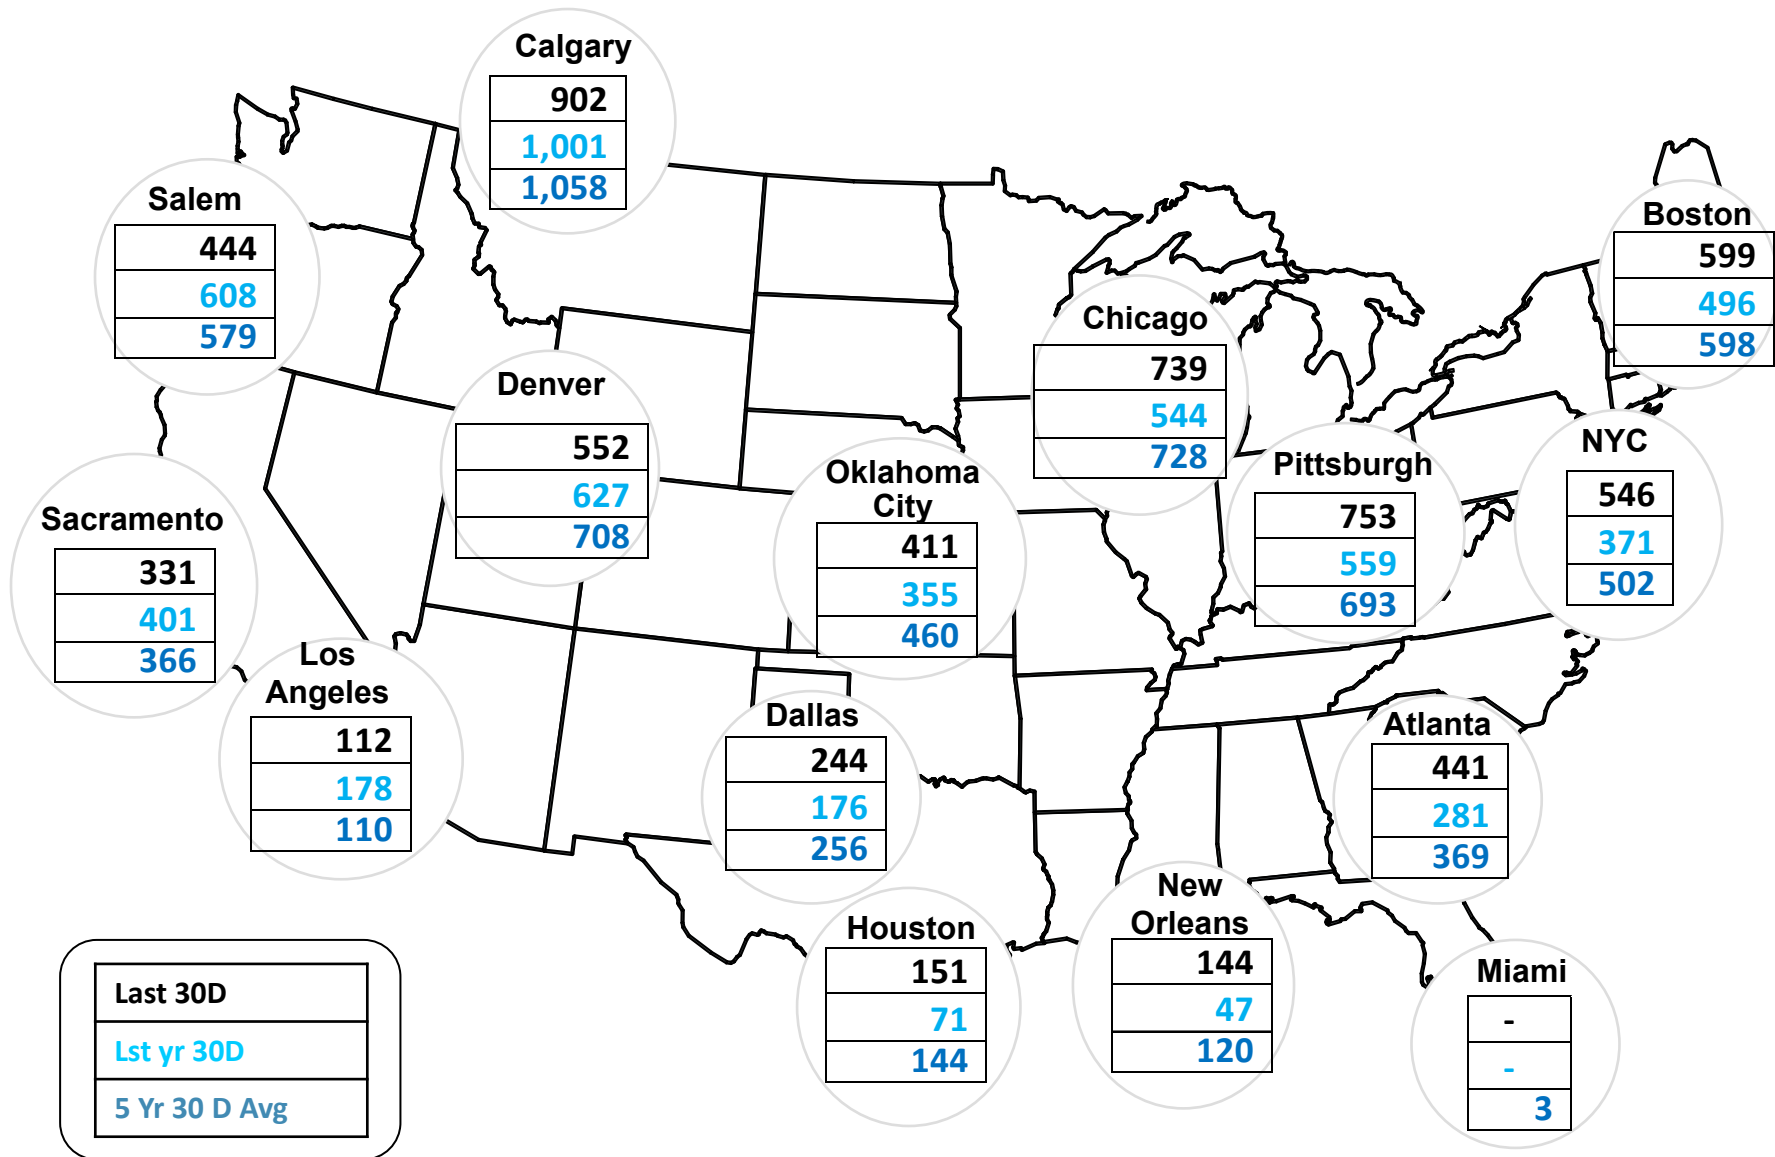 Calgary
902
1,001
1,058
Salem
444
608
579
Boston
599
496
598
Chicago
739
544
728
Denver
552
627
708
NYC
546
371
502
Oklahoma
City
411
355
460
Pittsburgh
753
559
693
Sacramento
331
401
366
Los
Angeles
112
178
110
Dallas
244
176
256
Atlanta
441
281
369
New
Orleans
144
47
120
Houston
151
71
144
Miami
-
-
3
Last 30D
Lst yr 30D
5 Yr 30 D Avg